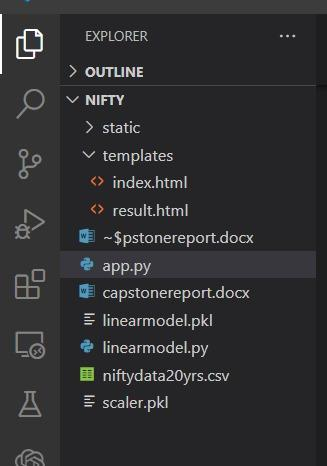 EXPLORER
OUTLINE
NIFTY
static
templates
index.html
result.html
~$pstonereport.docx
app.py
capstonereport.docx
linearmodel.pkl
linearmodel.py
niftydata20yrs.csv
scaler.pkl